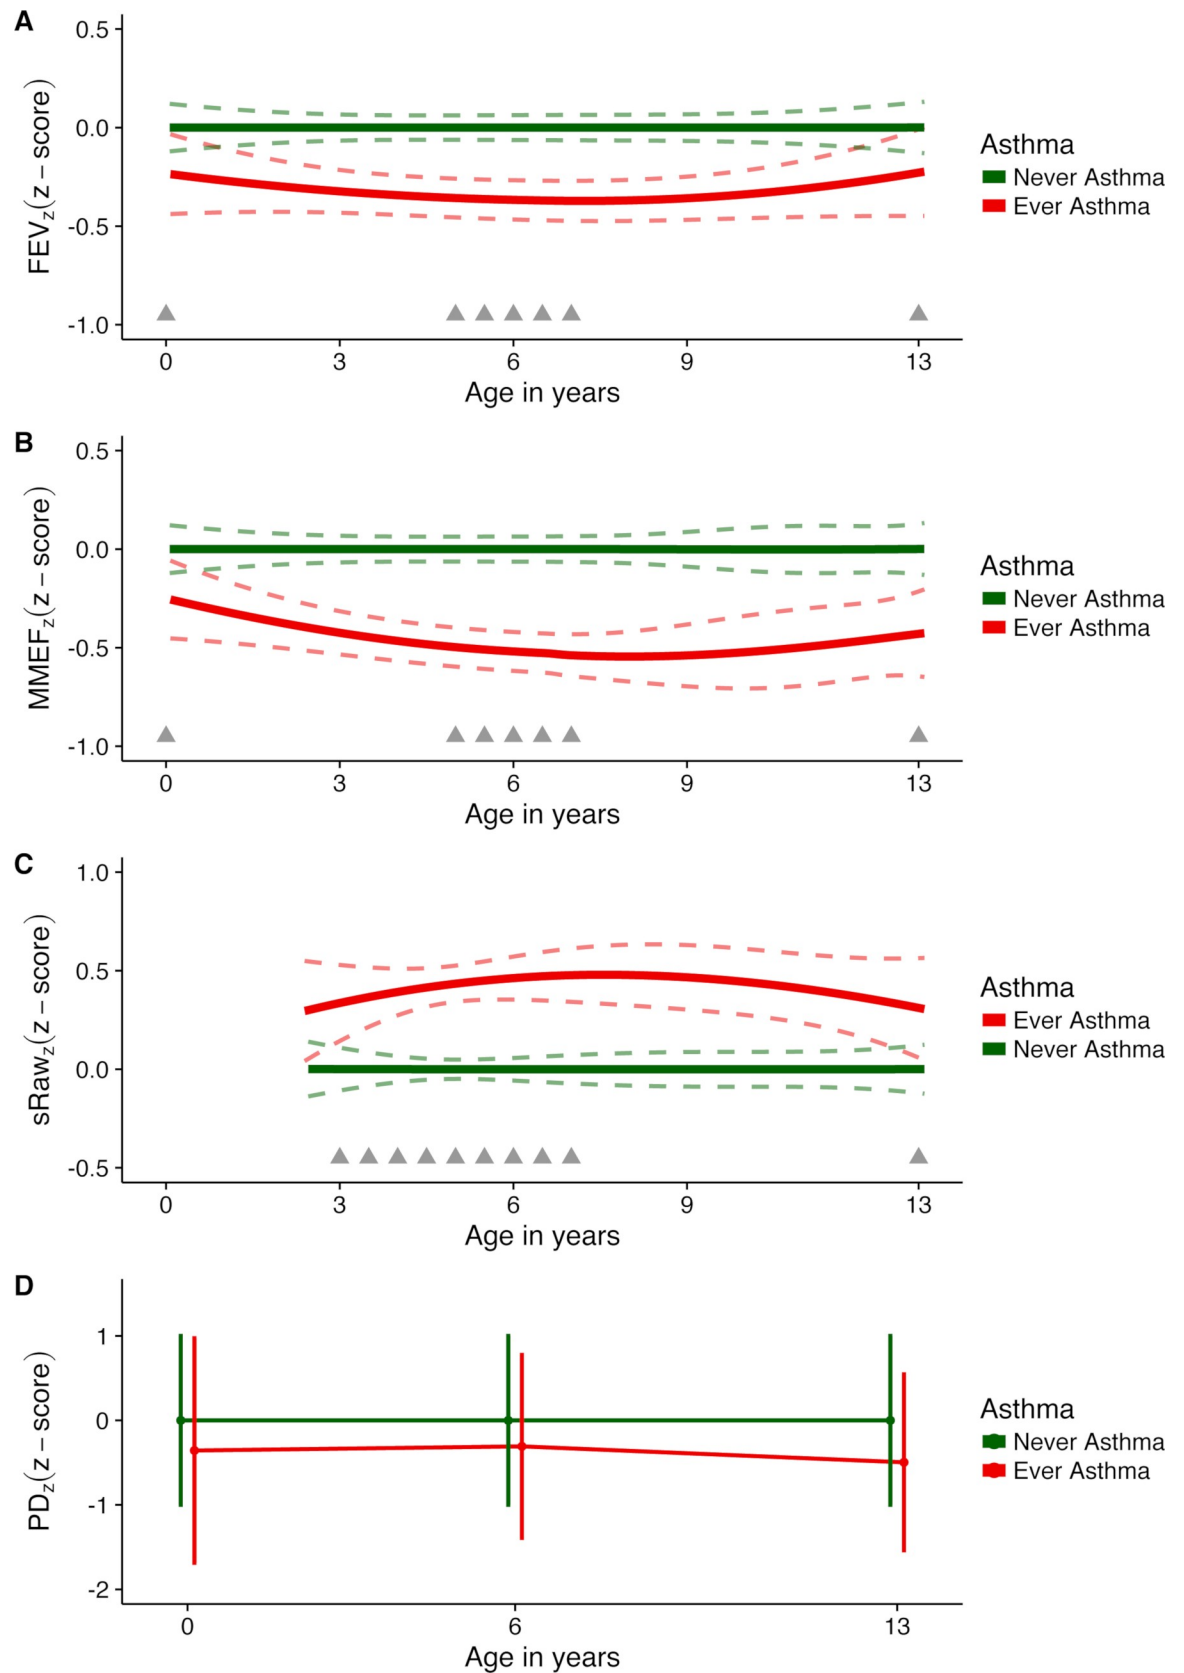 A
0.5
0.0
-0.5
-1.0
FEVz(z − score)
0 3 6 9 13
Age in years
Asthma
Never Asthma
Ever Asthma
B
0.5
0.0
-0.5
-1.0
MMEFz(z − score)
0 3 6 9 13
Age in years
Asthma
Never Asthma
Ever Asthma
C
1.0
0.5
0.0
-0.5
sRawz(z − score)
0 3 6 9 13
Age in years
Asthma
Ever Asthma
Never Asthma
D
1
0
-1
-2
PDz(z − score)
0 6 13
Age in years
Asthma
Never Asthma
Ever Asthma